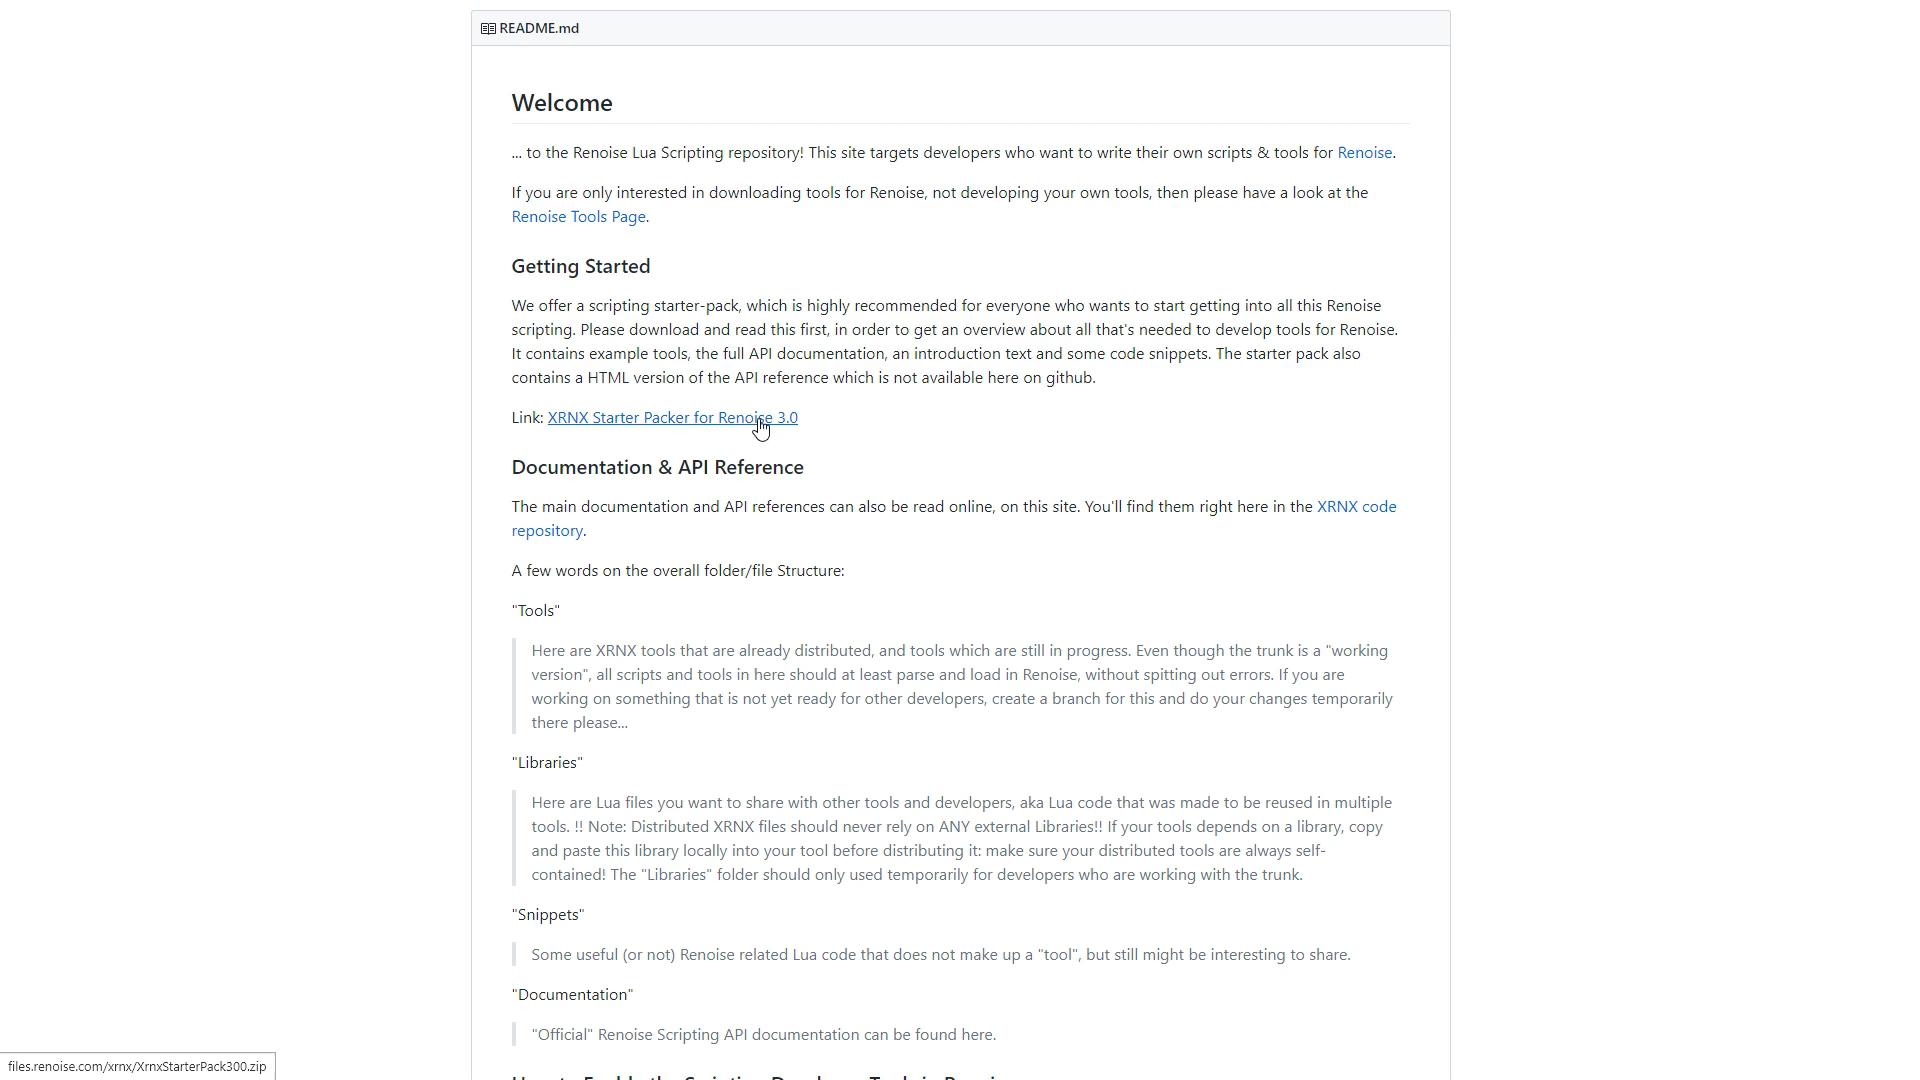 README.md
Welcome
... to the Renoise Lua Scripting repository! This site targets developers who want to write their own scripts & tools for Renoise.
If you are only interested in downloading tools for Renoise, not developing your own tools, then please have a look at the
Renoise Tools Page.
Getting Started
We offer a scripting starter-pack, which is highly recommended for everyone who wants to start getting into all this Renoise
scripting. Please download and read this first, in order to get an overview about all that's needed to develop tools for Renoise.
It contains example tools, the full API documentation, an introduction text and some code snippets. The starter pack also
contains a HTML version of the API reference which is not available here on github.
Link: XRNX Starter Packer for Renoise 3.0
Documentation & API Reference
The main documentation and API references can also be read online, on this site. You'll find them right here in the XRNX code
repository.
A few words on the overall folder/file Structure:
"Tools"
Here are XRNX tools that are already distributed, and tools which are still in progress. Even though the trunk is a "working
version", all scripts and tools in here should at least parse and load in Renoise, without spitting out errors. If you are
working on something that is not yet ready for other developers, create a branch for this and do your changes temporarily
there please...
"Libraries"
Here are Lua files you want to share with other tools and developers, aka Lua code that was made to be reused in multiple
tools. !! Note: Distributed XRNX files should never rely on ANY external Libraries!! If your tools depends on a library, copy
and paste this library locally into your tool before distributing it: make sure your distributed tools are always self-
contained! The "Libraries" folder should only used temporarily for developers who are working with the trunk.
"Snippets"
Some useful (or not) Renoise related Lua code that does not make up a "tool", but still might be interesting to share.
"Documentation"
"Official" Renoise Scripting API documentation can be found here.
files.renoise.com/xrnx/XrnxStarterPack300.zip